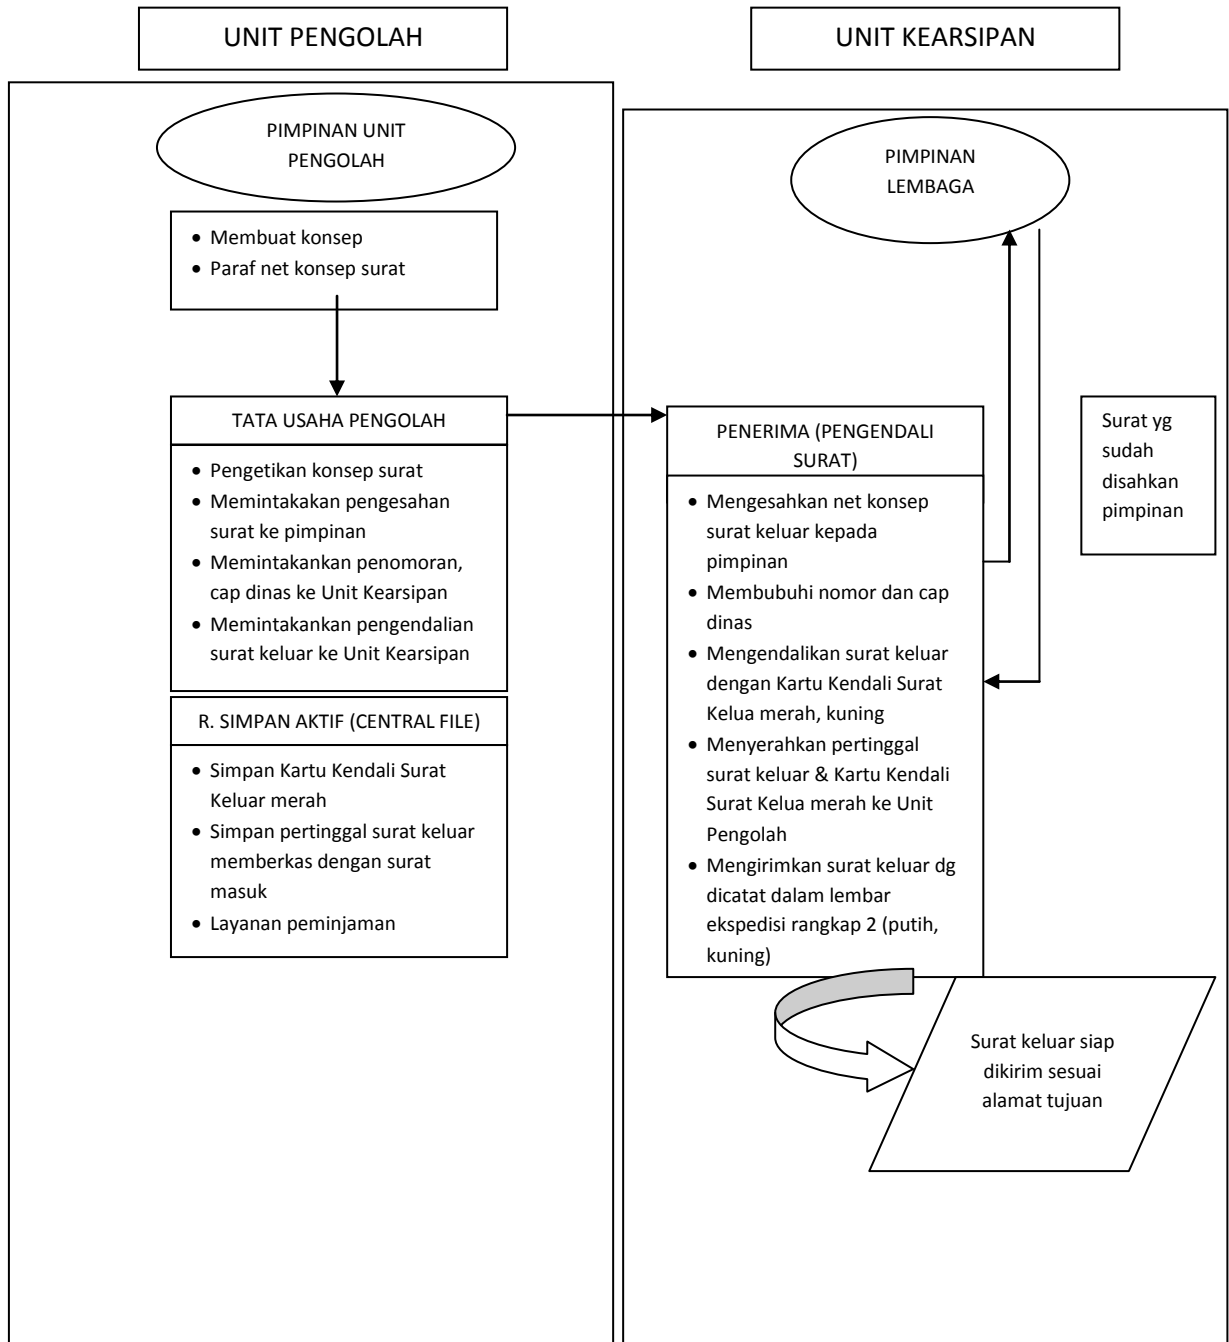 UNIT PENGOLAH
UNIT KEARSIPAN
PIMPINAN UNIT
PENGOLAH
• Membuat konsep
• Paraf net konsep surat
TATA USAHA PENGOLAH
• Pengetikan konsep surat
• Memintakakan pengesahan
surat ke pimpinan
• Memintakankan penomoran,
cap dinas ke Unit Kearsipan
• Memintakankan pengendalian
surat keluar ke Unit Kearsipan
R. SIMPAN AKTIF (CENTRAL FILE)
• Simpan Kartu Kendali Surat
Keluar merah
• Simpan pertinggal surat keluar
memberkas dengan surat
masuk
• Layanan peminjaman
PIMPINAN
LEMBAGA
PENERIMA (PENGENDALI
SURAT)
• Mengesahkan net konsep
surat keluar kepada
pimpinan
• Membubuhi nomor dan cap
dinas
• Mengendalikan surat keluar
dengan Kartu Kendali Surat
Kelua merah, kuning
• Menyerahkan pertinggal
surat keluar & Kartu Kendali
Surat Kelua merah ke Unit
Pengolah
• Mengirimkan surat keluar dg
dicatat dalam lembar
ekspedisi rangkap 2 (putih,
kuning)
Surat yg
sudah
disahkan
pimpinan
Surat keluar siap
dikirim sesuai
alamat tujuan